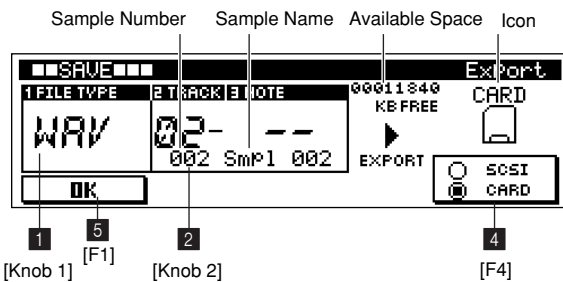 Sample Number Sample Name Available Space Icon
SAVE Export
1 FILE TYPE 2 TRACK 3 NOTE 00011840 CARD
KB FREE
WAV 02- --
002 Smpl 002 EXPORT
SCSI
OK CARD
1 5 2 4
[Knob 1] [F1] [Knob 2] [F4]